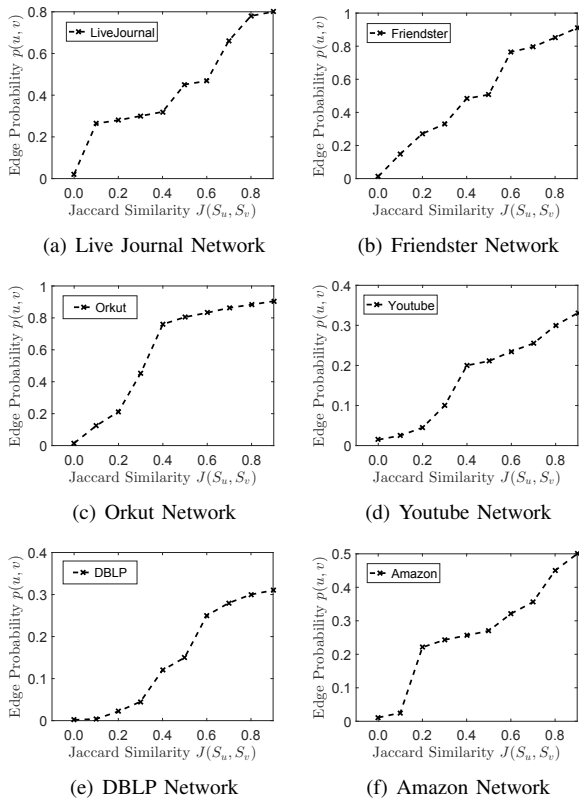 0.8
0.6
0.4
0.2
0
Edge Probability p(u, v)
LiveJournal
0.0 0.2 0.4 0.6 0.8
Jaccard Similarity J(S_u, S_v)
(a) Live Journal Network
1
0.8
0.6
0.4
0.2
0
Edge Probability p(u, v)
Friendster
0.0 0.2 0.4 0.6 0.8
Jaccard Similarity J(S_u, S_v)
(b) Friendster Network
1
0.8
0.6
0.4
0.2
0
Edge Probability p(u, v)
Orkut
0.0 0.2 0.4 0.6 0.8
Jaccard Similarity J(S_u, S_v)
(c) Orkut Network
0.4
0.3
0.2
0.1
0
Edge Probability p(u, v)
Youtube
0.0 0.2 0.4 0.6 0.8
Jaccard Similarity J(S_u, S_v)
(d) Youtube Network
0.4
0.3
0.2
0.1
0
Edge Probability p(u, v)
DBLP
0.0 0.2 0.4 0.6 0.8
Jaccard Similarity J(S_u, S_v)
(e) DBLP Network
0.5
0.4
0.3
0.2
0.1
0
Edge Probability p(u, v)
Amazon
0.0 0.2 0.4 0.6 0.8
Jaccard Similarity J(S_u, S_v)
(f) Amazon Network